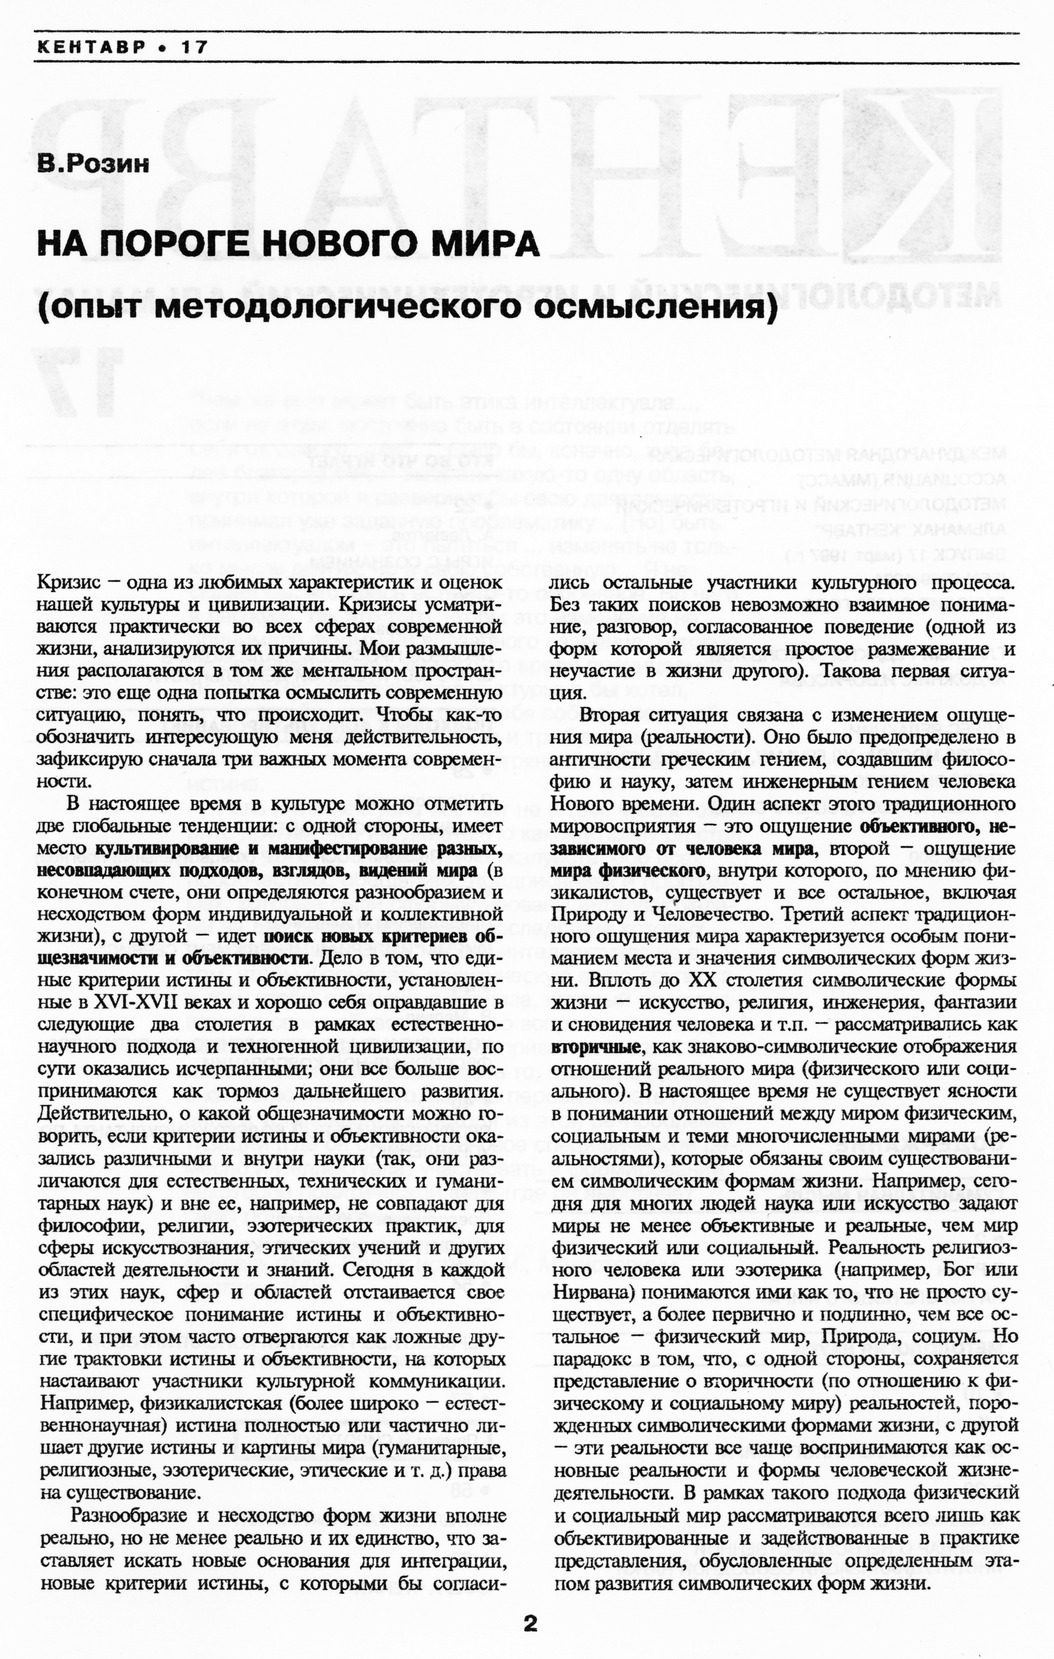 КЕНТАВР • 17
В.Розин
НА ПОРОГЕ НОВОГО МИРА
(опыт методологического осмысления)
Кризис — одна из любимых характеристик и оценок
нашей культуры и цивилизации. Кризисы усматри-
ваются практически во всех сферах современной
жизни, анализируются их причины. Мои размышле-
ния располагаются в том же ментальном простран-
стве: это еще одна попытка осмыслить современную
ситуацию, понять, что происходит. Чтобы как-то
обозначить интересующую меня действительность,
зафиксирую сначала три важных момента современ-
ности.
В настоящее время в культуре можно отметить
две глобальные тенденции: с одной стороны, имеет
место культивирование и манифестирование разных,
несовпадающих подходов, взглядов, видений мира (в
конечном счете, они определяются разнообразием и
несходством форм индивидуальной и коллективной
жизни), с другой — идет поиск новых критериев об-
щезначимости и объективности. Дело в том, что еди-
ные критерии истины и объективности, установлен-
ные в XVI-XVII веках и хорошо себя оправдавшие в
следующие два столетия в рамках естественно-
научного подхода и техногенной цивилизации, по
сути оказались исчерпанными; они все больше вос-
принимаются как тормоз дальнейшего развития.
Действительно, о какой общезначимости можно го-
ворить, если критерии истины и объективности ока-
зались различными и внутри науки (так, они раз-
личаются для естественных, технических и гумани-
тарных наук) и вне ее, например, не совпадают для
философии, религии, эзотерических практик, для
сферы искусствознания, этических учений и других
областей деятельности и знаний. Сегодня в каждой
из этих наук, сфер и областей отстаивается свое
специфическое понимание истины и объективно-
сти, и при этом часто отвергаются как ложные дру-
гие трактовки истины и объективности, на которых
настаивают участники культурной коммуникации.
Например, физикалистская (более широко — естест-
веннонаучная) истина полностью или частично ли-
шает другие истины и картины мира (гуманитарные,
религиозные, эзотерические, этические и т. д.) права
на существование.
Разнообразие и несходство форм жизни вполне
реально, но не менее реально и их единство, что за-
ставляет искать новые основания для интеграции,
новые критерии истины, с которыми бы согласи-
лись остальные участники культурного процесса.
Без таких поисков невозможно взаимное понима-
ние, разговор, согласованное поведение (одной из
форм которой является простое размежевание и
неучастие в жизни другого). Такова первая ситуа-
ция.
Вторая ситуация связана с изменением ощуще-
ния мира (реальности). Оно было предопределено в
античности греческим гением, создавшим филосо-
фию и науку, затем инженерным гением человека
Нового времени. Один аспект этого традиционного
мировосприятия — это ощущение объективного, не-
зависимого от человека мира, второй — ощущение
мира физического, внутри которого, по мнению фи-
зикалистов, существует и все остальное, включая
Природу и Человечество. Третий аспект традицион-
ного ощущения мира характеризуется особым пони-
манием места и значения символических форм жиз-
ни. Вплоть до XX столетия символические формы
жизни — искусство, религия, инженерия, фантазии
и сновидения человека и т.п. — рассматривались как
вторичные, как знаково-символические отображения
отношений реального мира (физического или соци-
ального). В настоящее время не существует ясности
в понимании отношений между миром физическим,
социальным и теми многочисленными мирами (ре-
альностями), которые обязаны своим существовани-
ем символическим формам жизни. Например, сего-
дня для многих людей наука или искусство задают
миры не менее объективные и реальные, чем мир
физический или социальный. Реальность религиоз-
ного человека или эзотерика (например, Бог или
Нирвана) понимаются ими как то, что не просто су-
ществует, а более первично и подлинно, чем все ос-
тальное — физический мир, Природа, социум. Но
парадокс в том, что, с одной стороны, сохраняется
представление о вторичности (по отношению к фи-
зическому и социальному миру) реальностей, поро-
жденных символическими формами жизни, с другой
— эти реальности все чаще воспринимаются как ос-
новные реальности и формы человеческой жизне-
деятельности. В рамках такого подхода физический
и социальный мир рассматриваются всего лишь как
объективированные и задействованные в практике
представления, обусловленные определенным эта-
пом развития символических форм жизни.
2